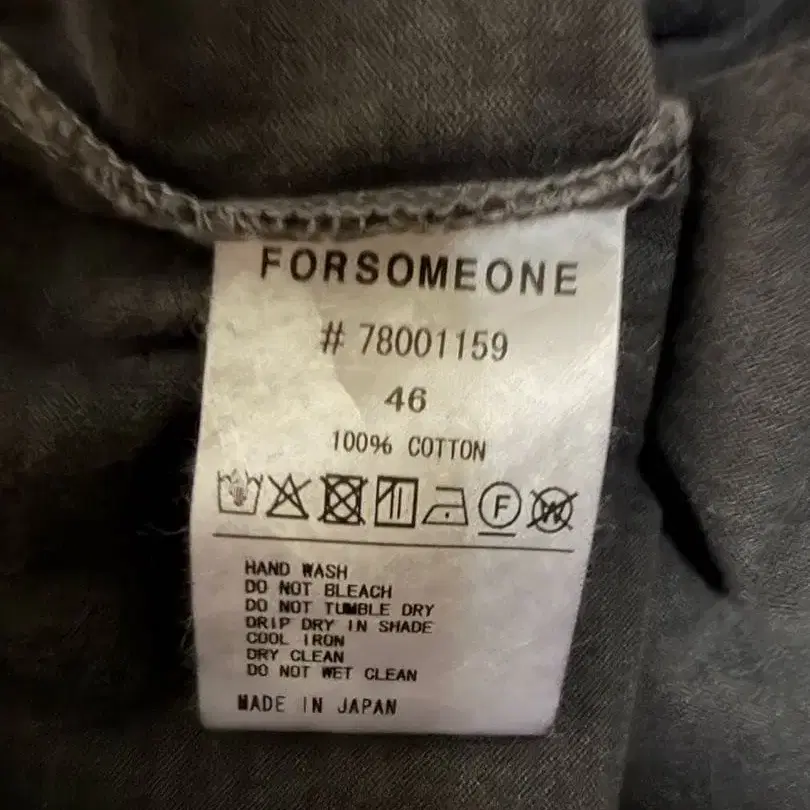 FORSOMEONE
# 78001159
46
100% COTTON
F W
HAND WASH
DO NOT BLEACH
DO NOT TUMBLE DRY
DRIP DRY IN SHADE
COOL IRON
DRY CLEAN
DO NOT WET CLEAN
MADE IN JAPAN